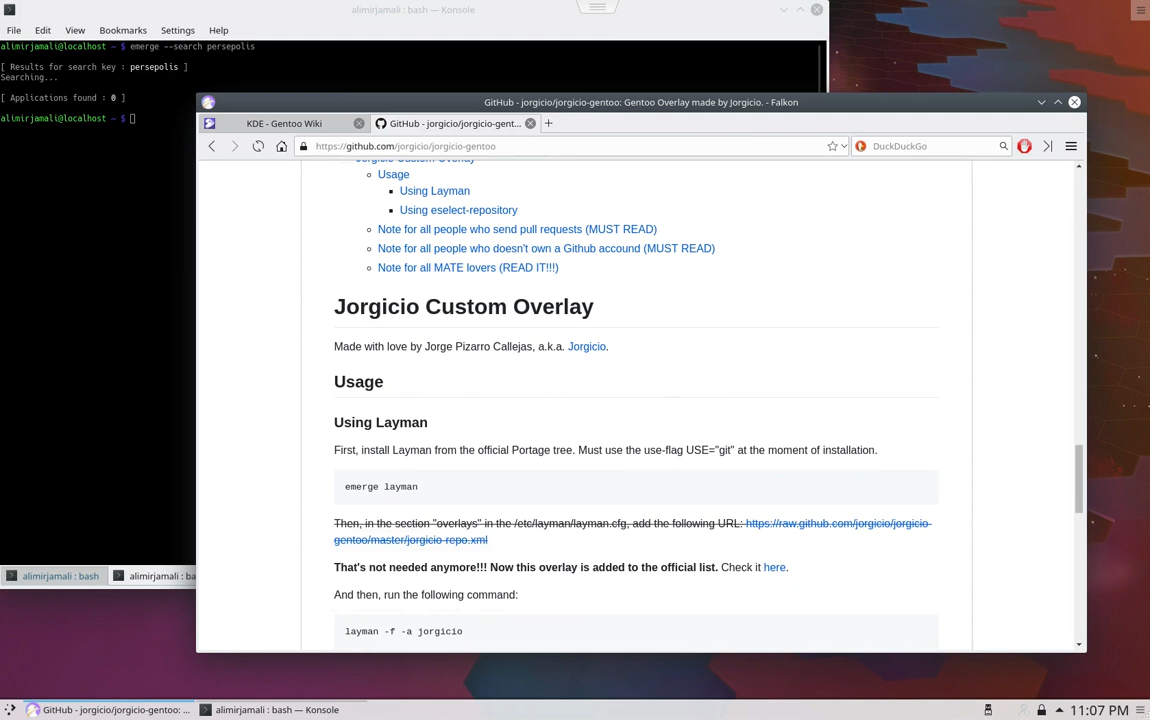 alimirjamali : bash — Konsole
File Edit View Bookmarks Settings Help
alimirjamali@localhost ~ $ emerge --search persepolis
[ Results for search key : persepolis ]
Searching...
[ Applications found : 0 ]
alimirjamali@localhost ~ $
GitHub - jorgicio/jorgicio-gentoo: Gentoo Overlay made by Jorgicio. - Falkon
KDE - Gentoo Wiki
GitHub - jorgicio/jorgicio-gent...
https://github.com/jorgicio/jorgicio-gentoo
DuckDuckGo
Jorgicio Custom Overlay
Usage
Using Layman
Using eselect-repository
Note for all people who send pull requests (MUST READ)
Note for all people who doesn't own a Github accound (MUST READ)
Note for all MATE lovers (READ IT!!!)
Jorgicio Custom Overlay
Made with love by Jorge Pizarro Callejas, a.k.a. Jorgicio.
Usage
Using Layman
First, install Layman from the official Portage tree. Must use the use-flag USE="git" at the moment of installation.
emerge layman
Then, in the section "overlays" in the /etc/layman/layman.cfg, add the following URL: https://raw.github.com/jorgicio/jorgicio-
gentoo/master/jorgicio-repo.xml
That's not needed anymore!!! Now this overlay is added to the official list. Check it here.
And then, run the following command:
layman -f -a jorgicio
alimirjamali : bash
alimirjamali : ba
GitHub - jorgicio/jorgicio-gentoo: ...
alimirjamali : bash — Konsole
11:07 PM